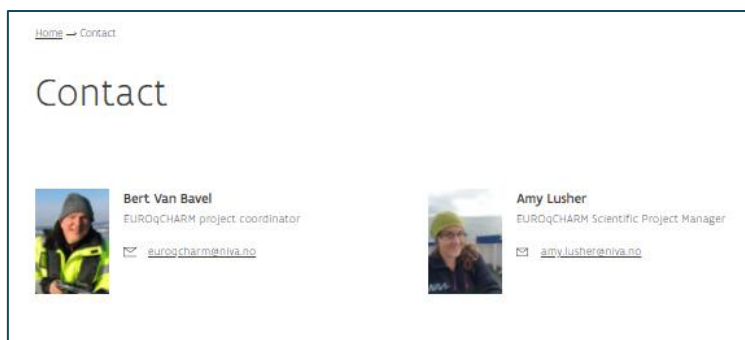 Home → Contact
Contact
Bert Van Bavel
EUROqCHARM project coordinator
euroqcharm@niva.no
Amy Lusher
EUROqCHARM Scientific Project Manager
amy.lusher@niva.no